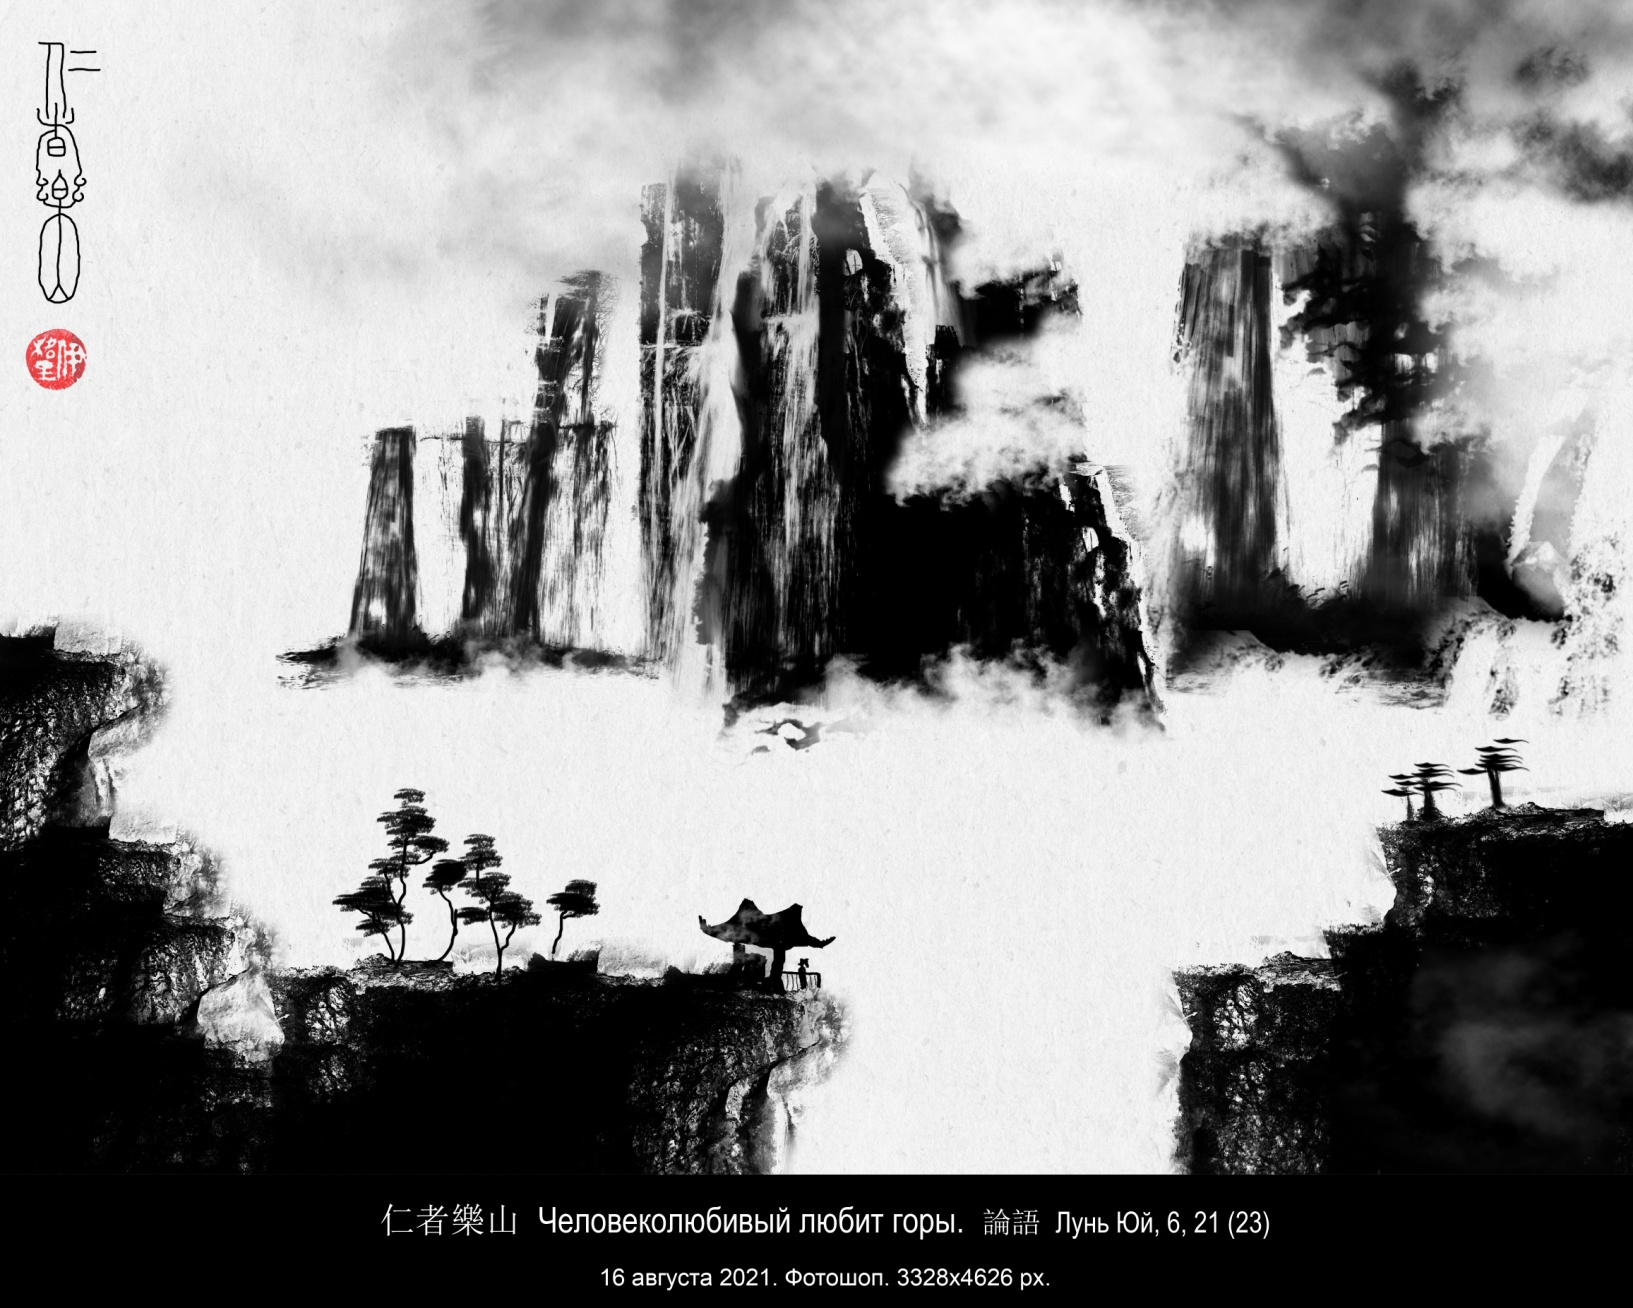 仁者樂山 Человеколюбивый любит горы. 論語 Лунь Юй, 6, 21 (23)
16 августа 2021. Фотошоп. 3328x4626 px.